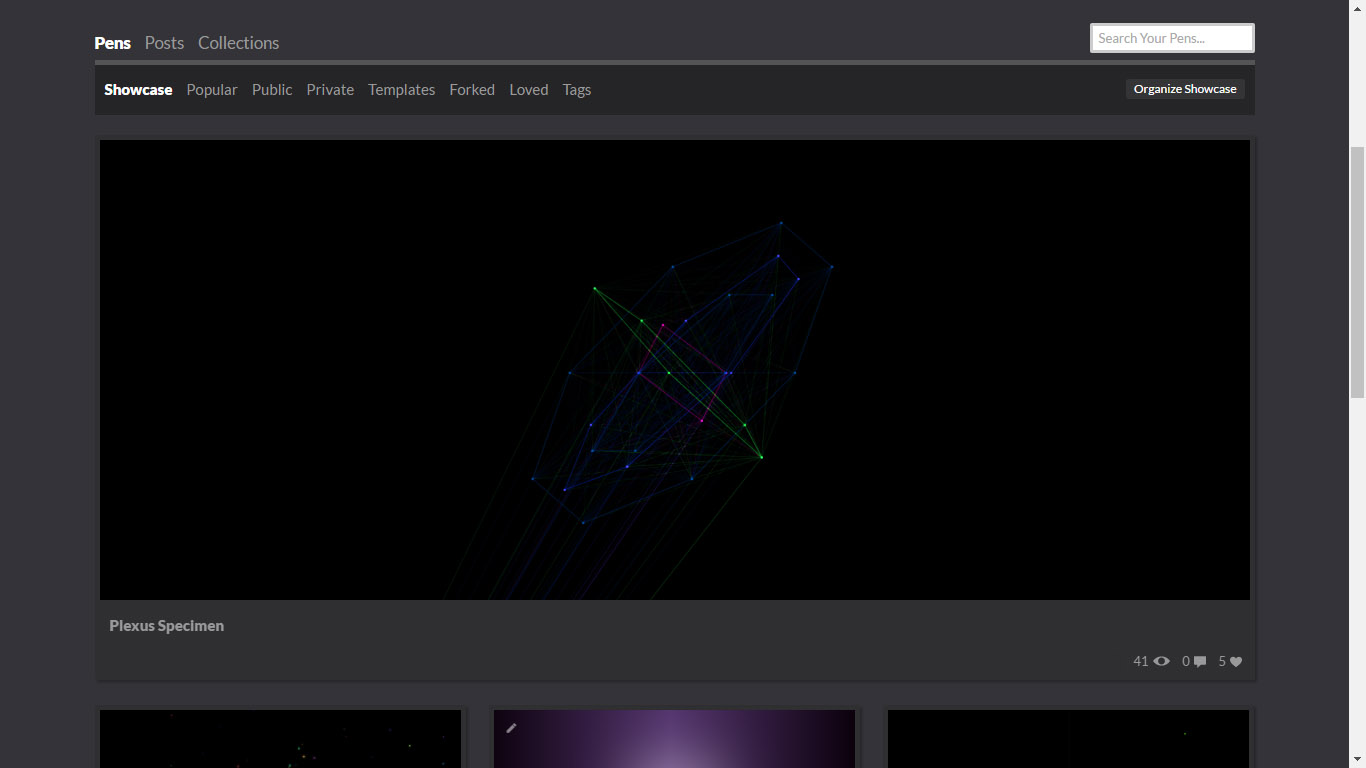 Pens Posts Collections Search Your Pens...
Showcase Popular Public Private Templates Forked Loved Tags Organize Showcase
Plexus Specimen
41 0 5